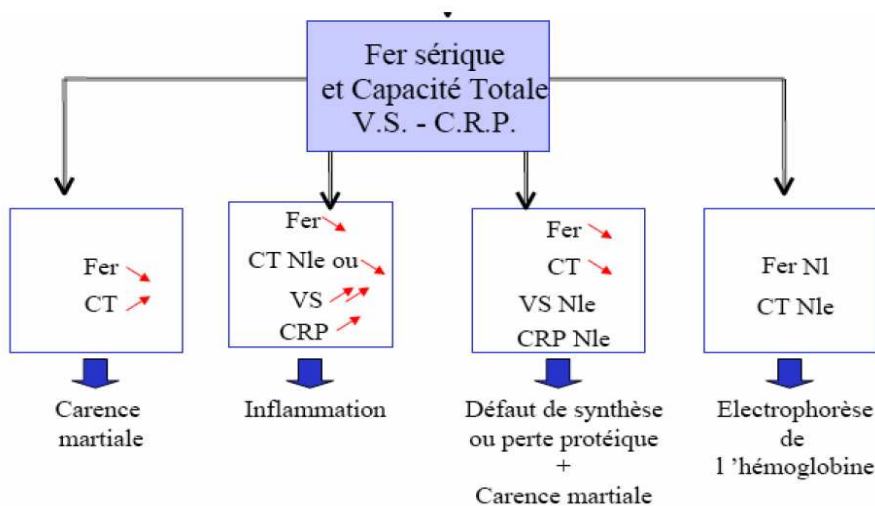 Fer sérique
et Capacité Totale
V.S. - C.R.P.
Fer
CT
Fer
CT Nle ou
VS
CRP
Fer
CT
VS Nle
CRP Nle
Fer Nl
CT Nle
Carence
martiale
Inflammation
Défaut de synthèse
ou perte protéique
+
Carence martiale
Electrophorèse
de
l ’hémoglobine